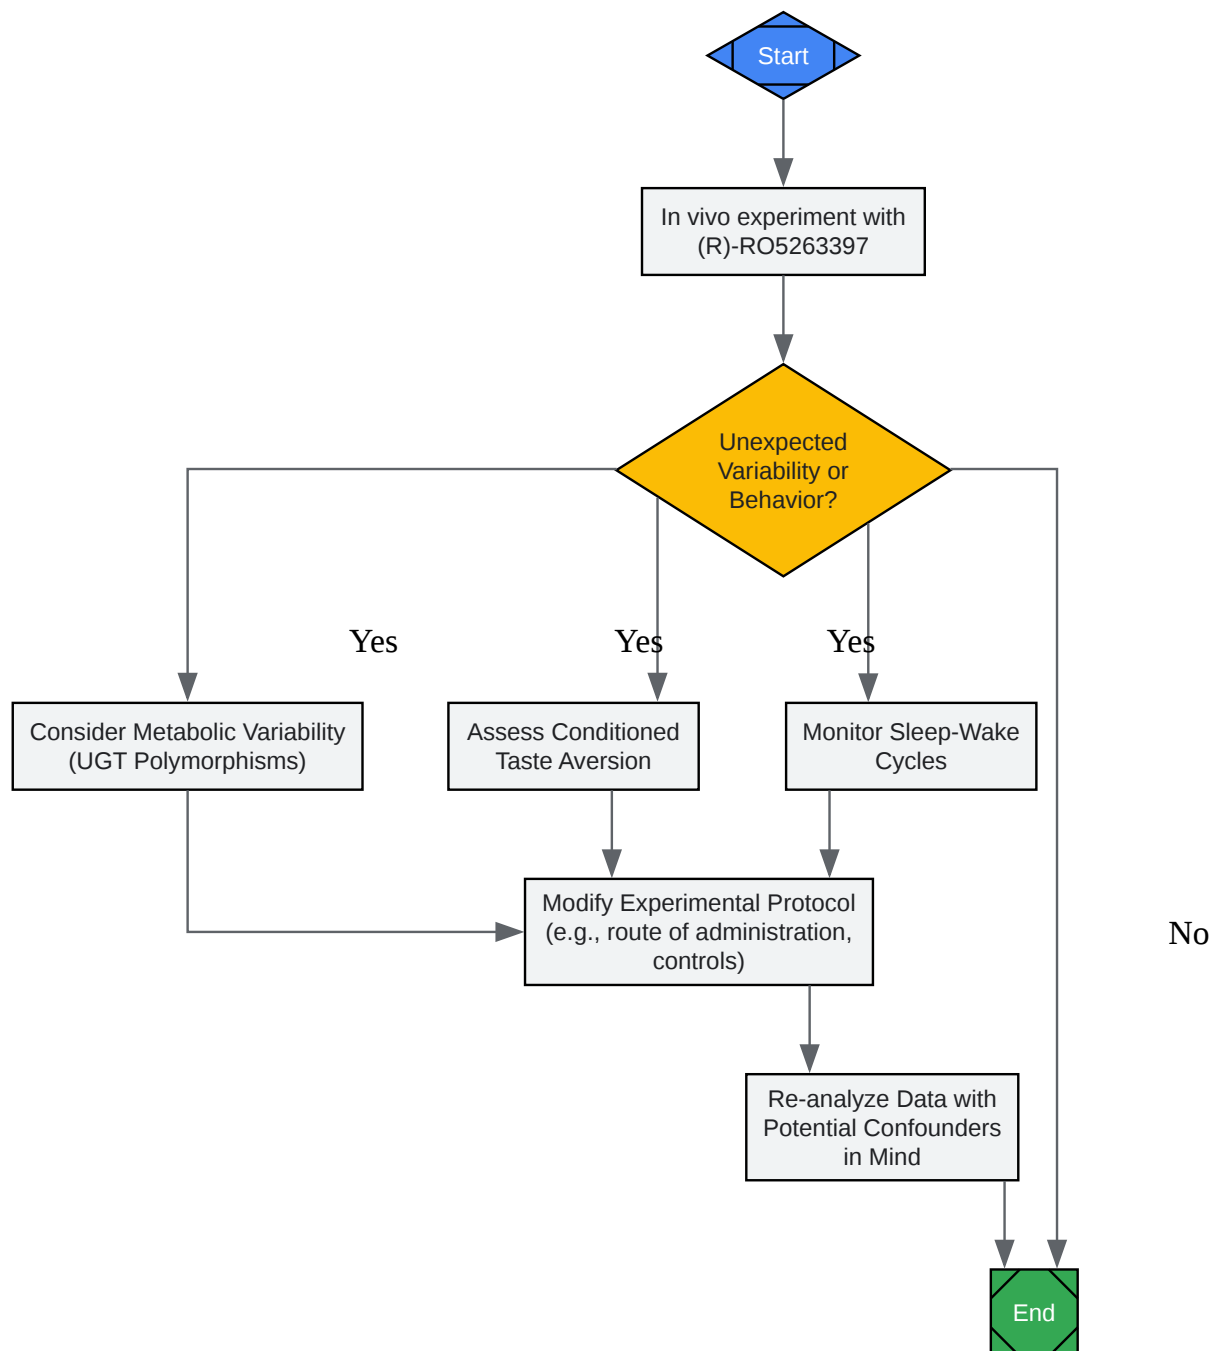 Start
In vivo experiment with
(R)-RO5263397
Unexpected
Variability or
Behavior?
Yes
Yes
Yes
Consider Metabolic Variability
(UGT Polymorphisms)
Assess Conditioned
Taste Aversion
Monitor Sleep-Wake
Cycles
Modify Experimental Protocol
(e.g., route of administration,
controls)
No
Re-analyze Data with
Potential Confounders
in Mind
End